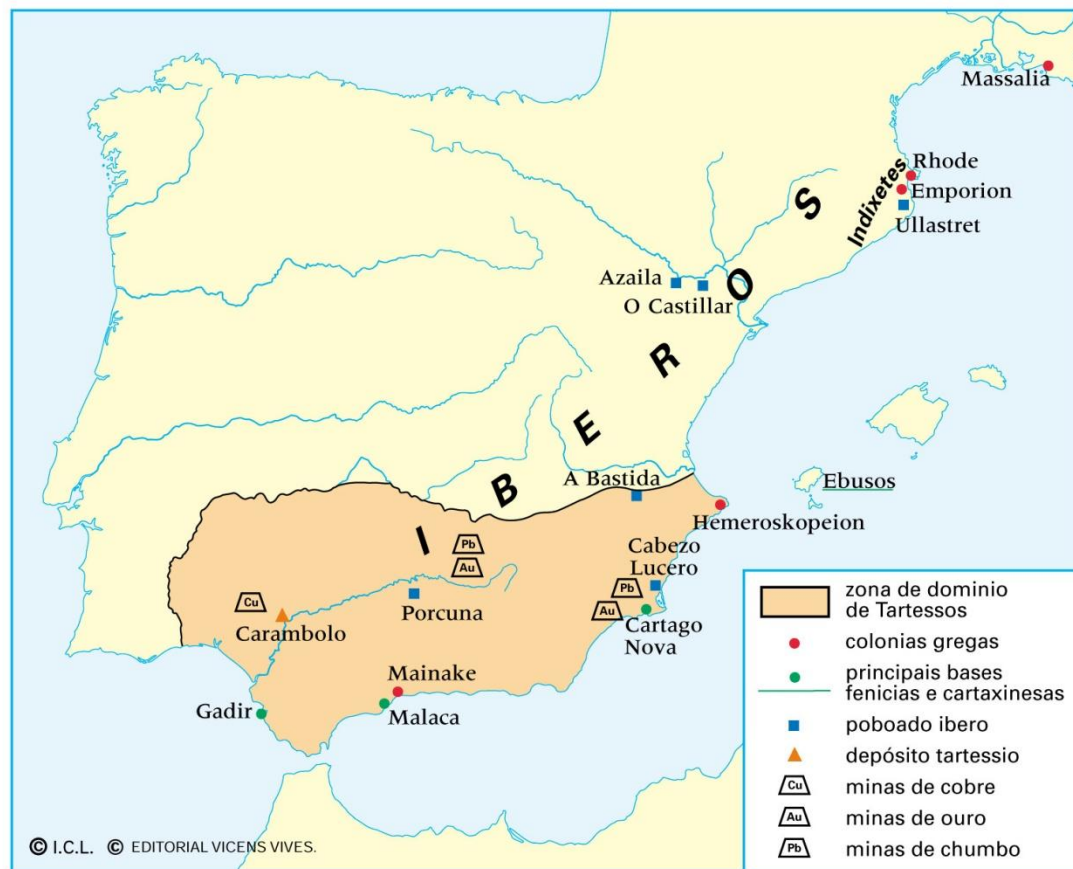 Massalia
Rhode
Emporion
Ullastret
Indixetes
Azaila
O Castillar
I B E R O S
A Bastida
Ebusos
Hemeroskopeion
Pb
Au
Cabezo
Lucero
Pb
Au
Cartago
Nova
Cu
Carambolo
Porcuna
Mainake
Malaca
Gadir
zona de dominio
de Tartessos
colonias gregas
principais bases
fenicias e cartaxinesas
poboado ibero
depósito tartessio
Cu minas de cobre
Au minas de ouro
Pb minas de chumbo
© I.C.L. © EDITORIAL VICENS VIVES.